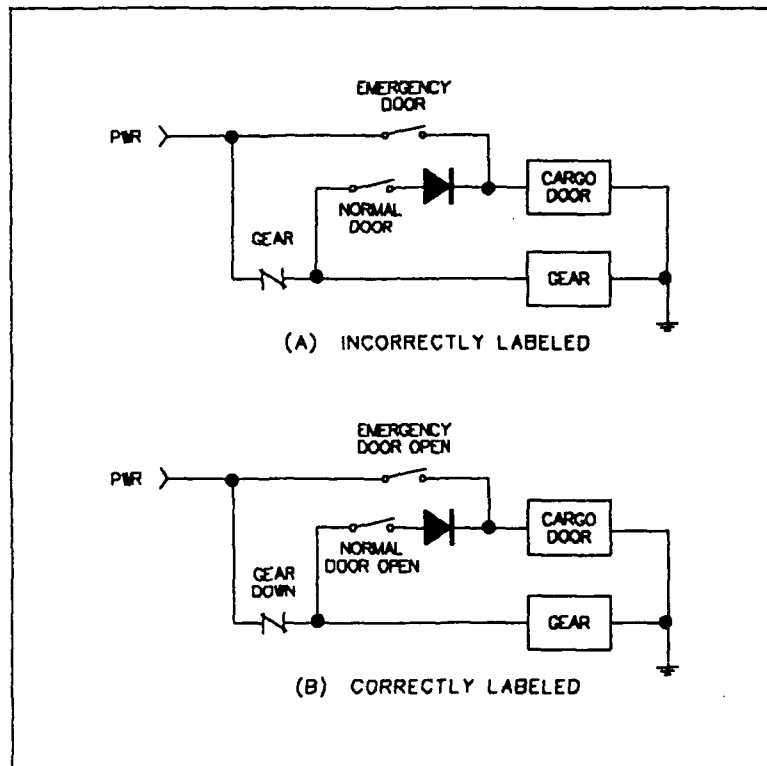 EMERGENCY
DOOR
PWR
CARGO
DOOR
NORMAL
DOOR
GEAR
GEAR
(A) INCORRECTLY LABELED
EMERGENCY
DOOR OPEN
PWR
CARGO
DOOR
NORMAL
DOOR OPEN
GEAR
DOWN
GEAR
(B) CORRECTLY LABELED